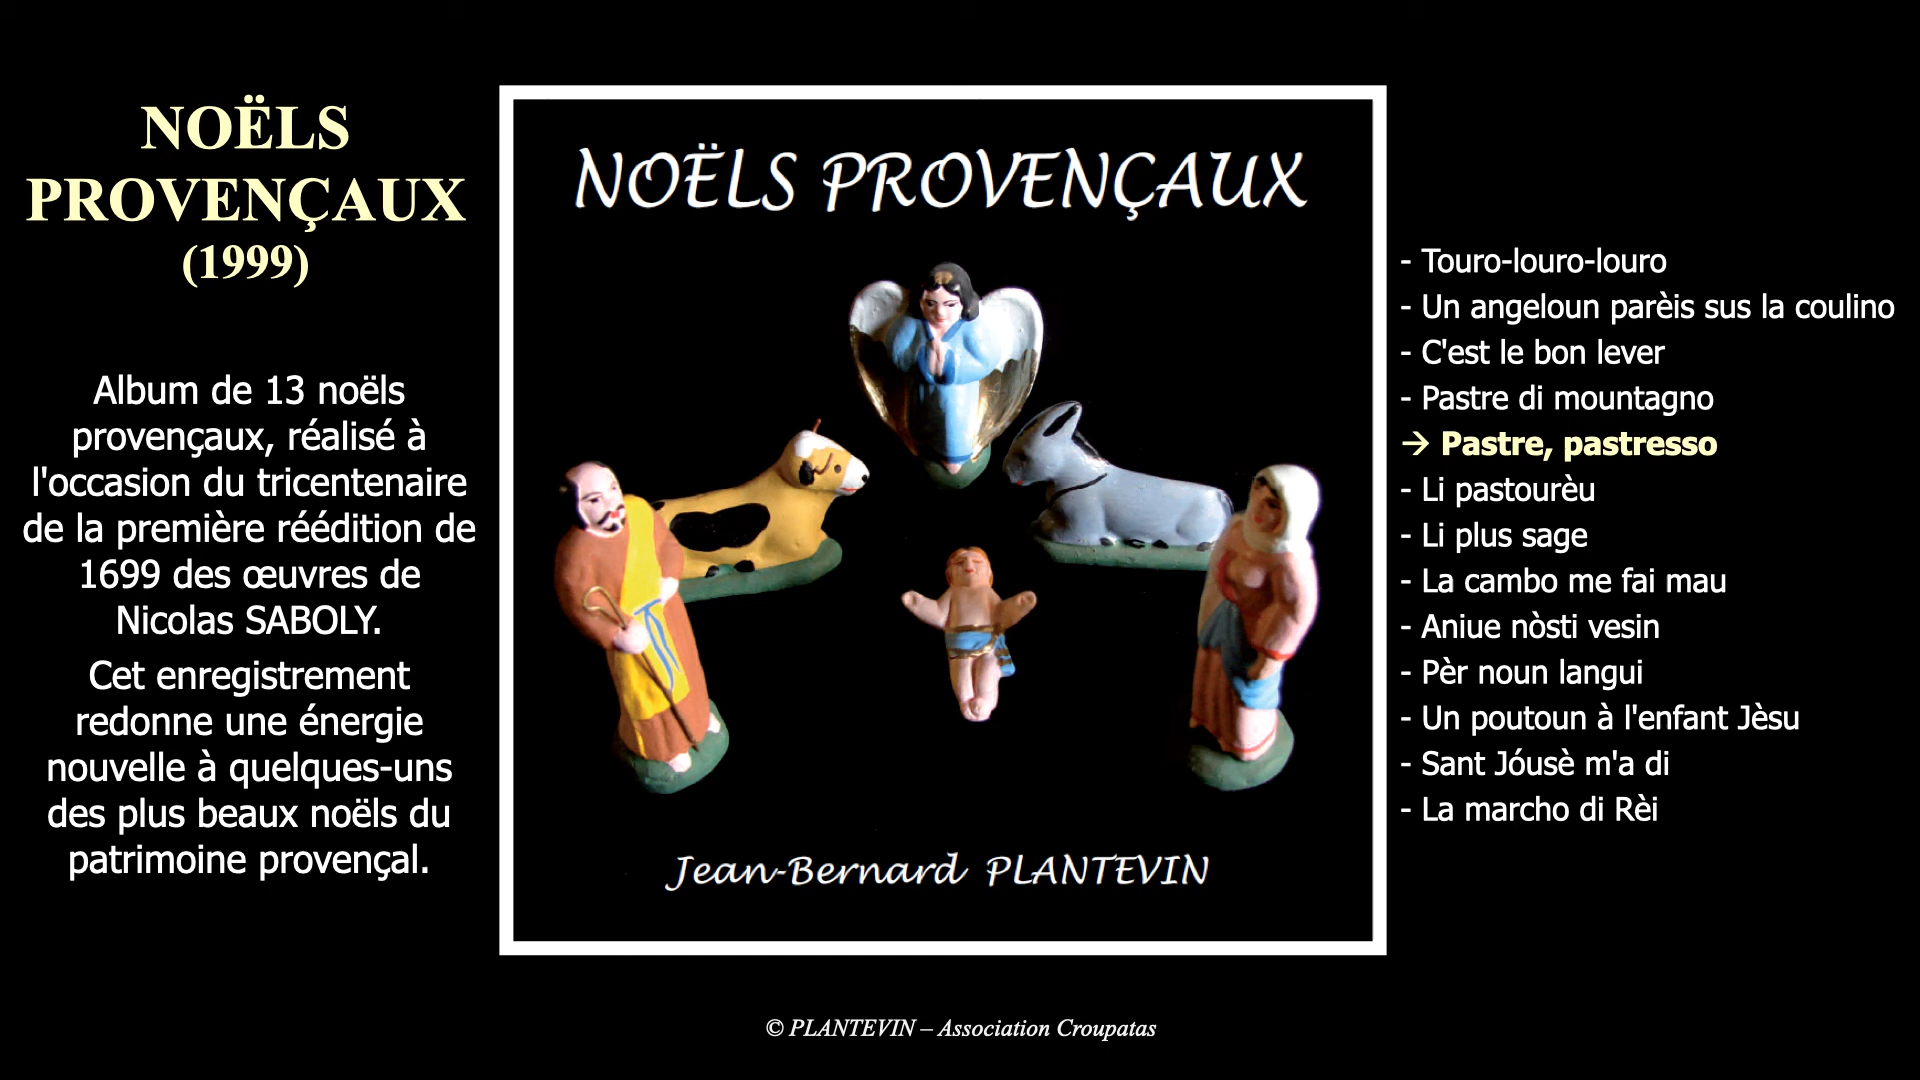 NOËLS
PROVENÇAUX
(1999)
Album de 13 noëls
provençaux, réalisé à
l'occasion du tricentenaire
de la première réédition de
1699 des œuvres de
Nicolas SABOLY.
Cet enregistrement
redonne une énergie
nouvelle à quelques-uns
des plus beaux noëls du
patrimoine provençal.
NOËLS PROVENÇAUX
Jean-Bernard PLANTEVIN
- Touro-louro-louro
- Un angeloun parèis sus la coulino
- C'est le bon lever
- Pastre di mountagno
→ Pastre, pastresso
- Li pastourèu
- Li plus sage
- La cambo me fai mau
- Aniue nòsti vesin
- Pèr noun langui
- Un poutoun à l'enfant Jèsu
- Sant Jóusè m'a di
- La marcho di Rèi
© PLANTEVIN – Association Croupatas